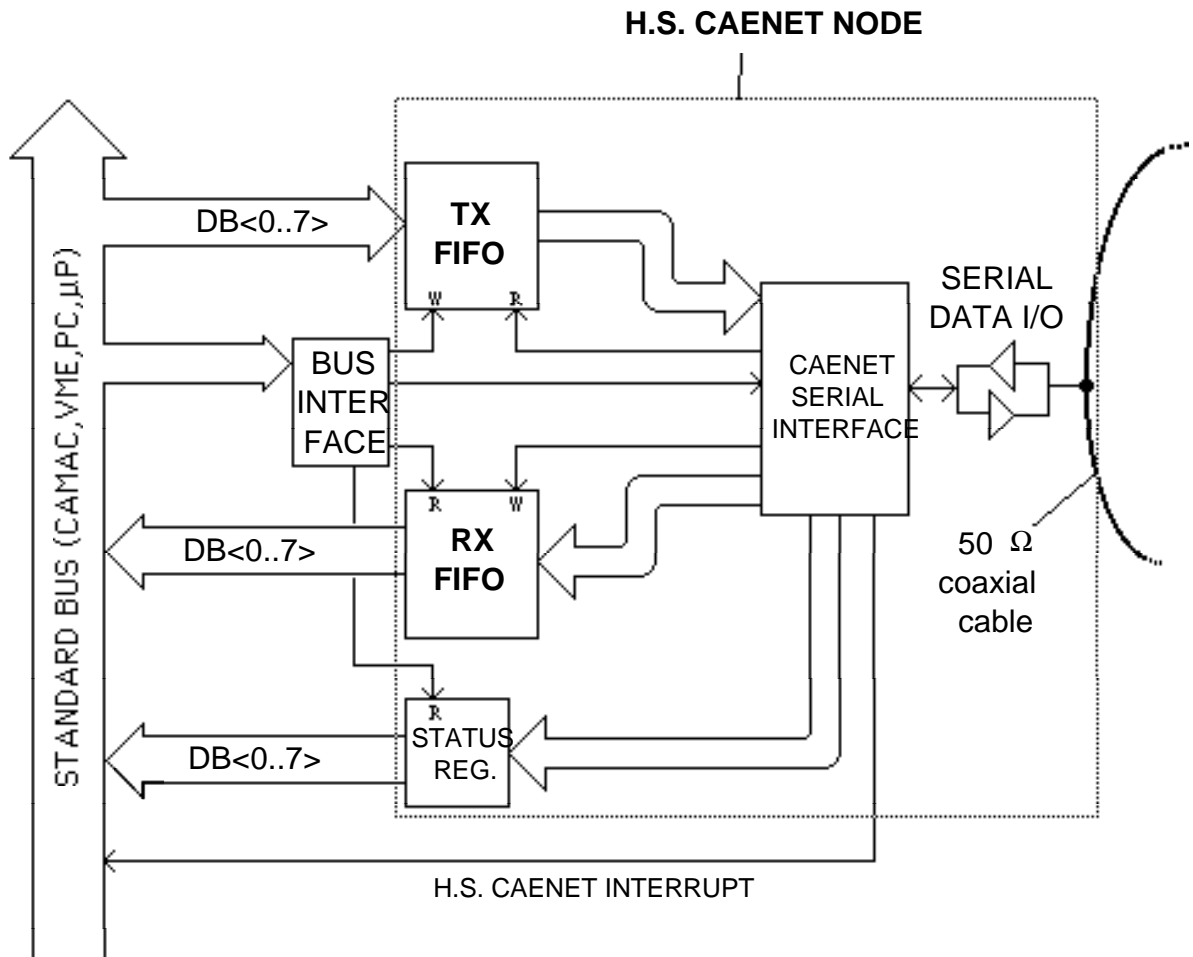 H.S. CAENET NODE
STANDARD BUS (CAMAC,VME,PC,µP)
DB<0..7>
TX
FIFO
W R
BUS
INTER
FACE
CAENET
SERIAL
INTERFACE
SERIAL
DATA I/O
R W
RX
FIFO
DB<0..7>
50 Ω
coaxial
cable
R
STATUS
REG.
DB<0..7>
H.S. CAENET INTERRUPT